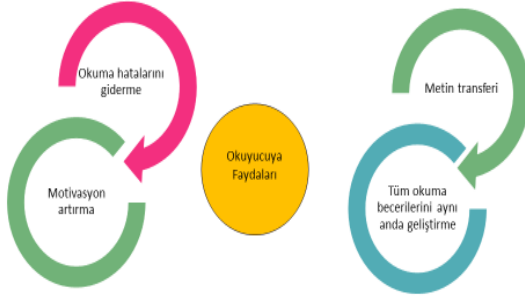 Okuma hatalarını
giderme
Motivasyon
artırma
Okuyucuya
Faydaları
Metin transferi
Tüm okuma
becerilerini aynı
anda geliştirme